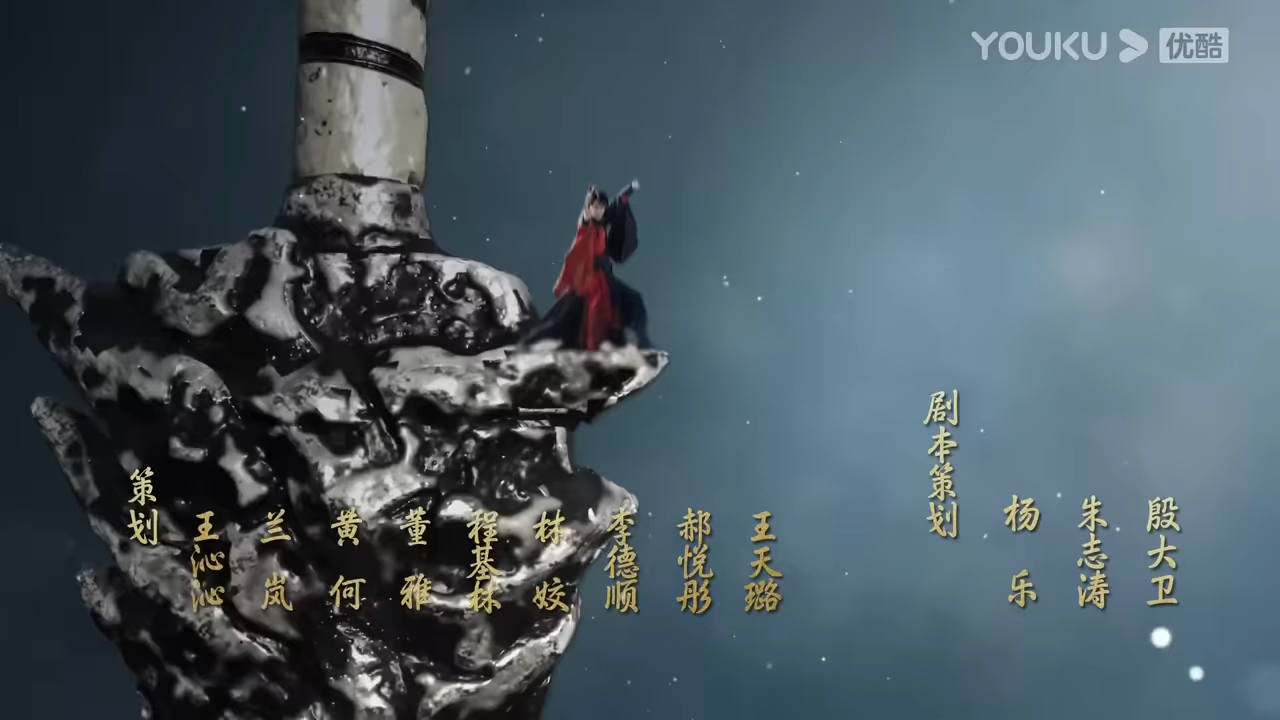 YOUKU 优酷
策划
王沁沁
兰岚
黄何
董雅
程基林
林姣
李德顺
郝悦彤
王天璐
剧本策划
杨乐
朱志涛
殷大卫